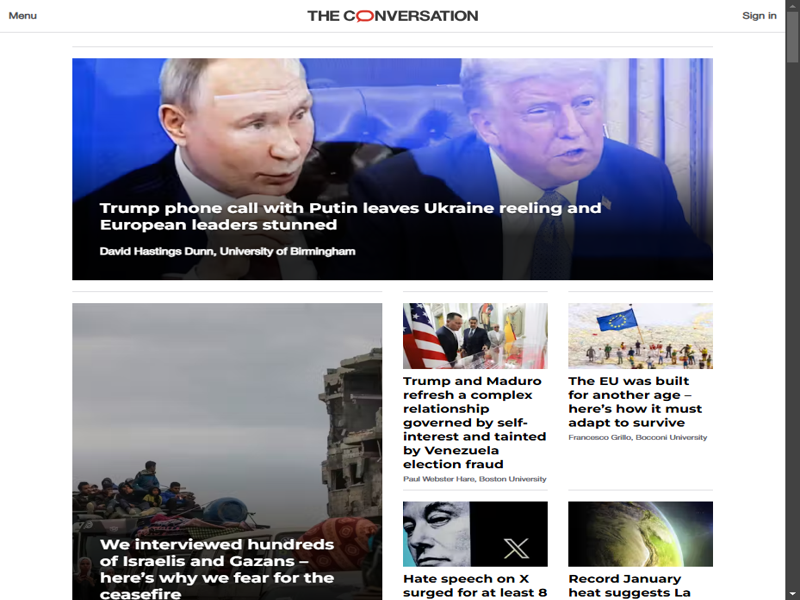 Menu
THE CONVERSATION
Sign in
Trump phone call with Putin leaves Ukraine reeling and
European leaders stunned
David Hastings Dunn, University of Birmingham
We interviewed hundreds
of Israelis and Gazans –
here's why we fear for the
ceasefire
Trump and Maduro
refresh a complex
relationship
governed by self-
interest and tainted
by Venezuela
election fraud
Paul Webster Hare, Boston University
The EU was built
for another age –
here's how it must
adapt to survive
Francesco Grillo, Bocconi University
Hate speech on X
surged for at least 8
Record January
heat suggests La